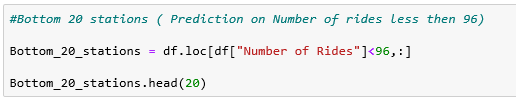 #Bottom 20 stations ( Prediction on Number of rides less then 96)
Bottom_20_stations = df.loc[df["Number of Rides"]<96,:]
Bottom_20_stations.head(20)